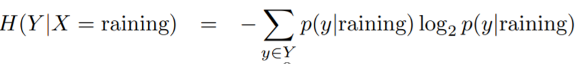 H(Y|X = raining) = − ∑ p(y|raining) log₂ p(y|raining)
y∈Y